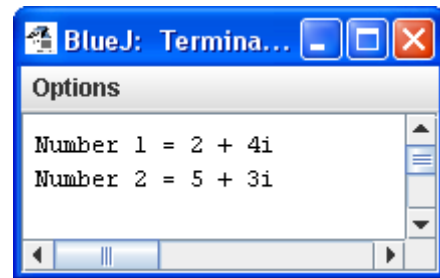 BlueJ: Termina...
Options
Number 1 = 2 + 4i
Number 2 = 5 + 3i